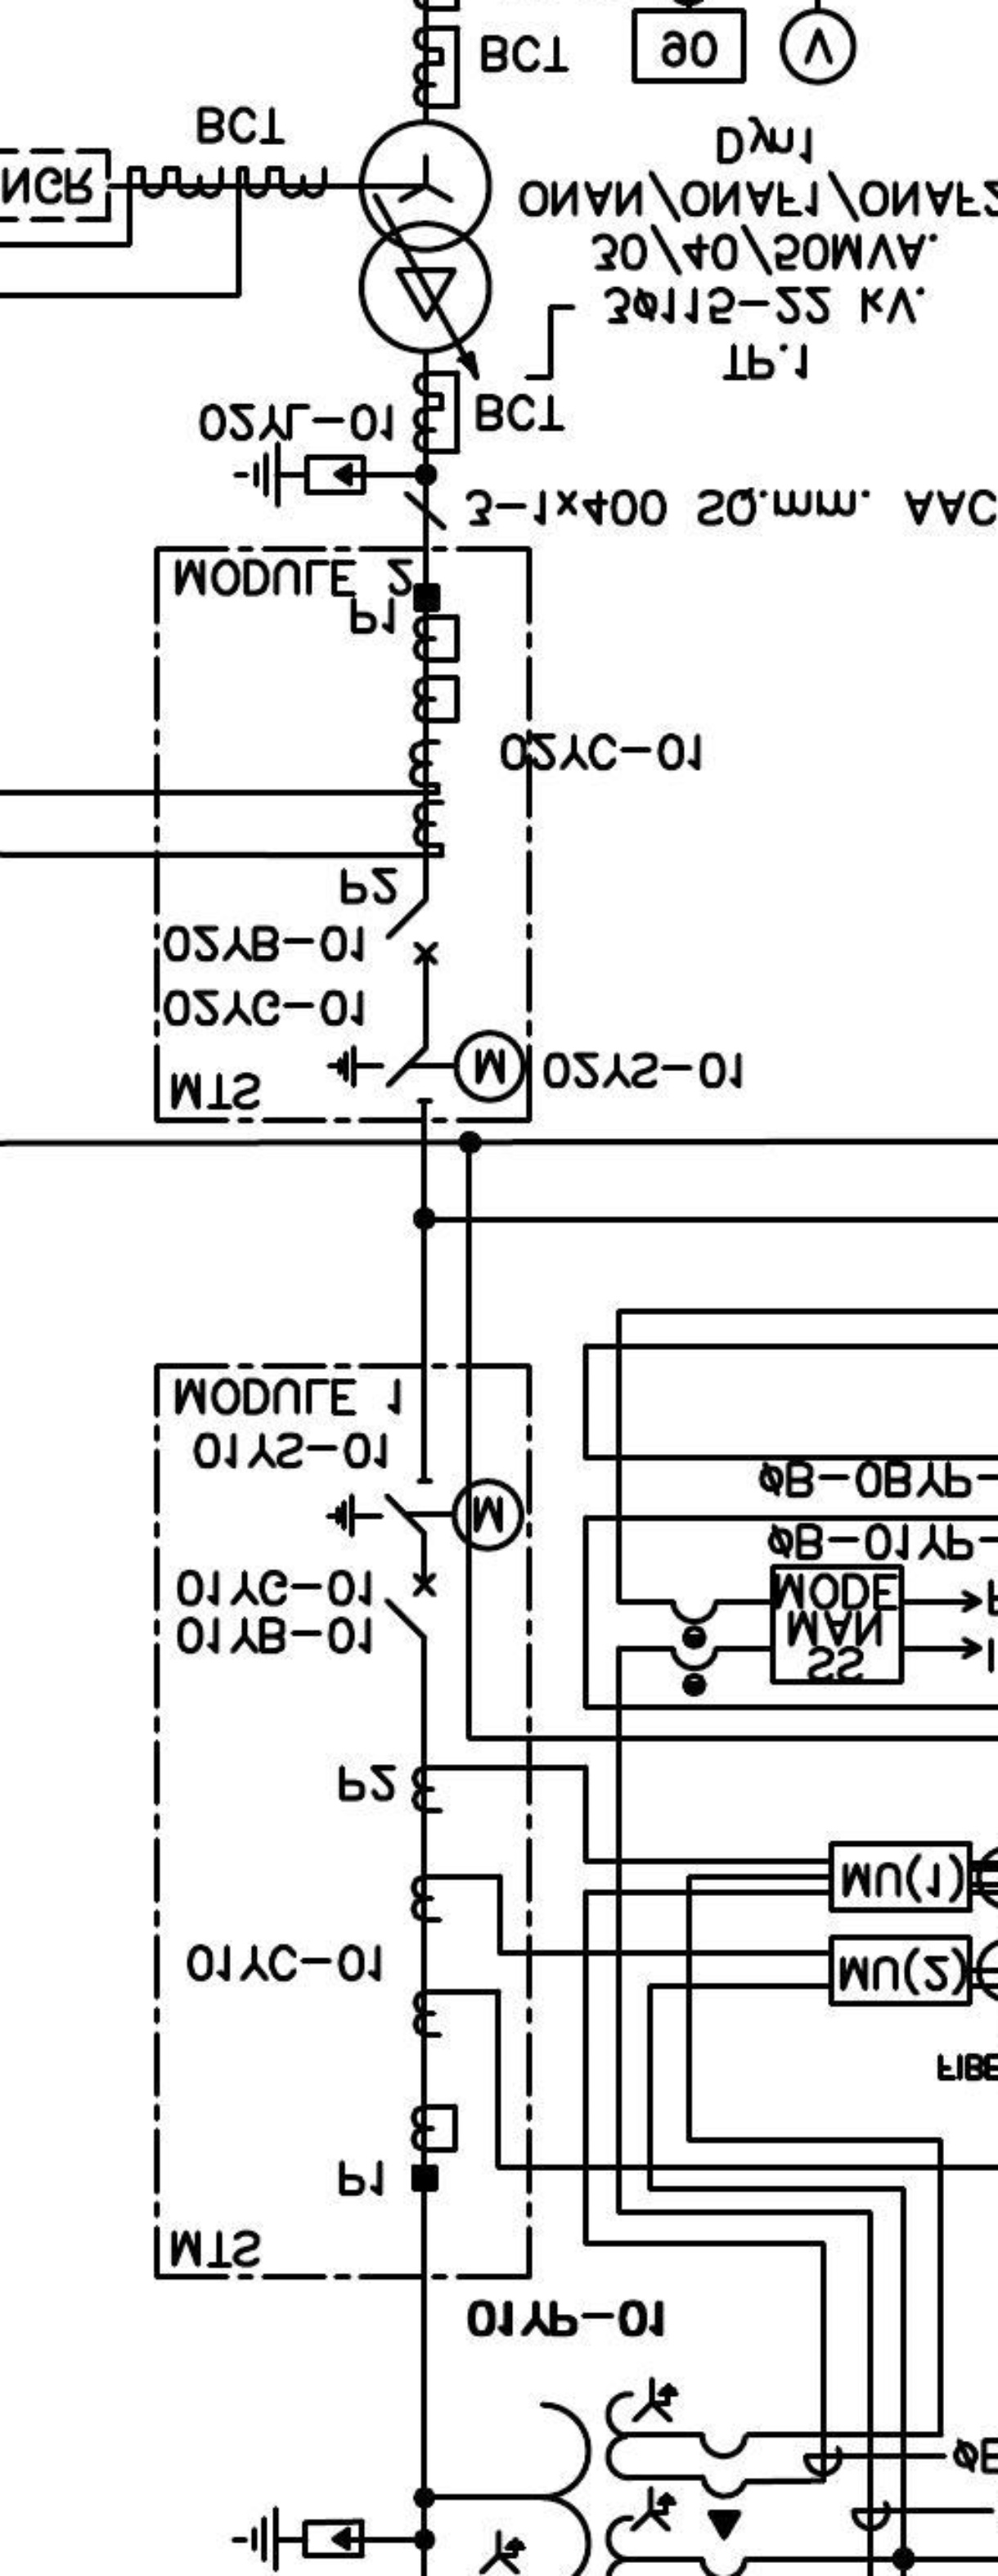 øB
01YP-01
MTS
P1
FIBE
01YC-01
MU(2)
MU(1)
P2
SS
MAN
MODE
01YB-01
01YG-01
øB-01YP-
M
øB-0BYP-
01YS-01
MODULE 1
MTS
M
02YS-01
02YG-01
02YB-01
P2
02YC-01
P1
MODULE 2
3-1x400 SQ.mm. AAC
02YL-01
BCT
TP.1
3ø115-22 kV.
30/40/50MVA.
ONAN/ONAF1/ONAF2
Dyn1
NGR
BCT
BCT
90
V